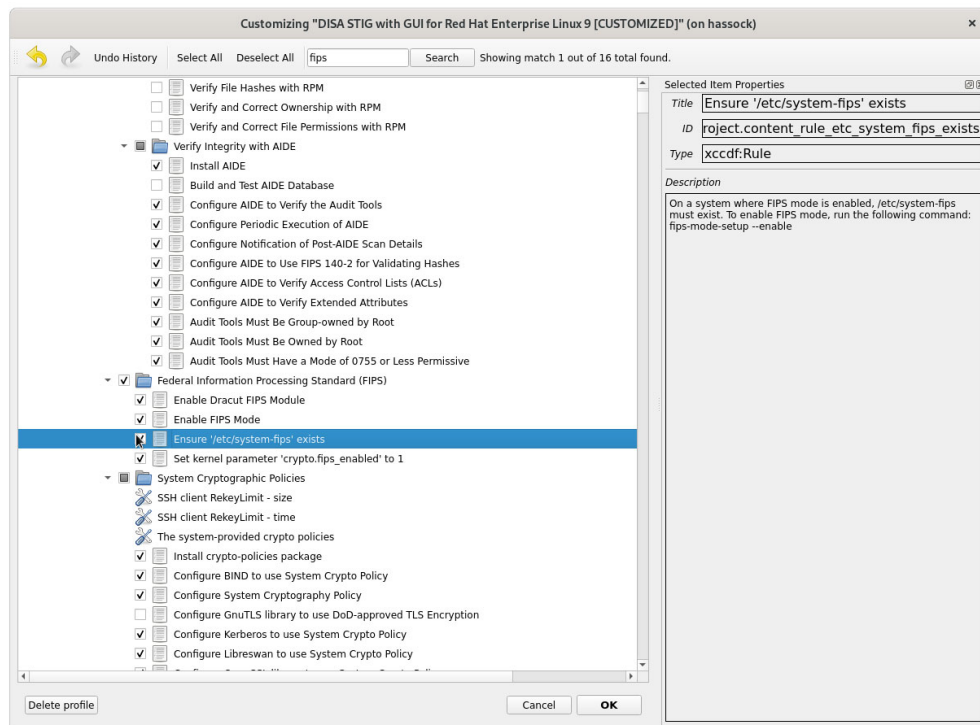 Customizing "DISA STIG with GUI for Red Hat Enterprise Linux 9 [CUSTOMIZED]" (on hassock)
Undo History Select All Deselect All fips Search Showing match 1 out of 16 total found.
Verify File Hashes with RPM
Verify and Correct Ownership with RPM
Verify and Correct File Permissions with RPM
Verify Integrity with AIDE
Install AIDE
Build and Test AIDE Database
Configure AIDE to Verify the Audit Tools
Configure Periodic Execution of AIDE
Configure Notification of Post-AIDE Scan Details
Configure AIDE to Use FIPS 140-2 for Validating Hashes
Configure AIDE to Verify Access Control Lists (ACLs)
Configure AIDE to Verify Extended Attributes
Audit Tools Must Be Group-owned by Root
Audit Tools Must Be Owned by Root
Audit Tools Must Have a Mode of 0755 or Less Permissive
Federal Information Processing Standard (FIPS)
Enable Dracut FIPS Module
Enable FIPS Mode
Ensure '/etc/system-fips' exists
Set kernel parameter 'crypto.fips_enabled' to 1
System Cryptographic Policies
SSH client RekeyLimit - size
SSH client RekeyLimit - time
The system-provided crypto policies
Install crypto-policies package
Configure BIND to use System Crypto Policy
Configure System Cryptography Policy
Configure GnuTLS library to use DoD-approved TLS Encryption
Configure Kerberos to use System Crypto Policy
Configure Libreswan to use System Crypto Policy
Delete profile Cancel OK
Selected Item Properties
Title Ensure '/etc/system-fips' exists
ID roject.content_rule_etc_system_fips_exists
Type xccdf:Rule
Description
On a system where FIPS mode is enabled, /etc/system-fips
must exist. To enable FIPS mode, run the following command:
fips-mode-setup --enable